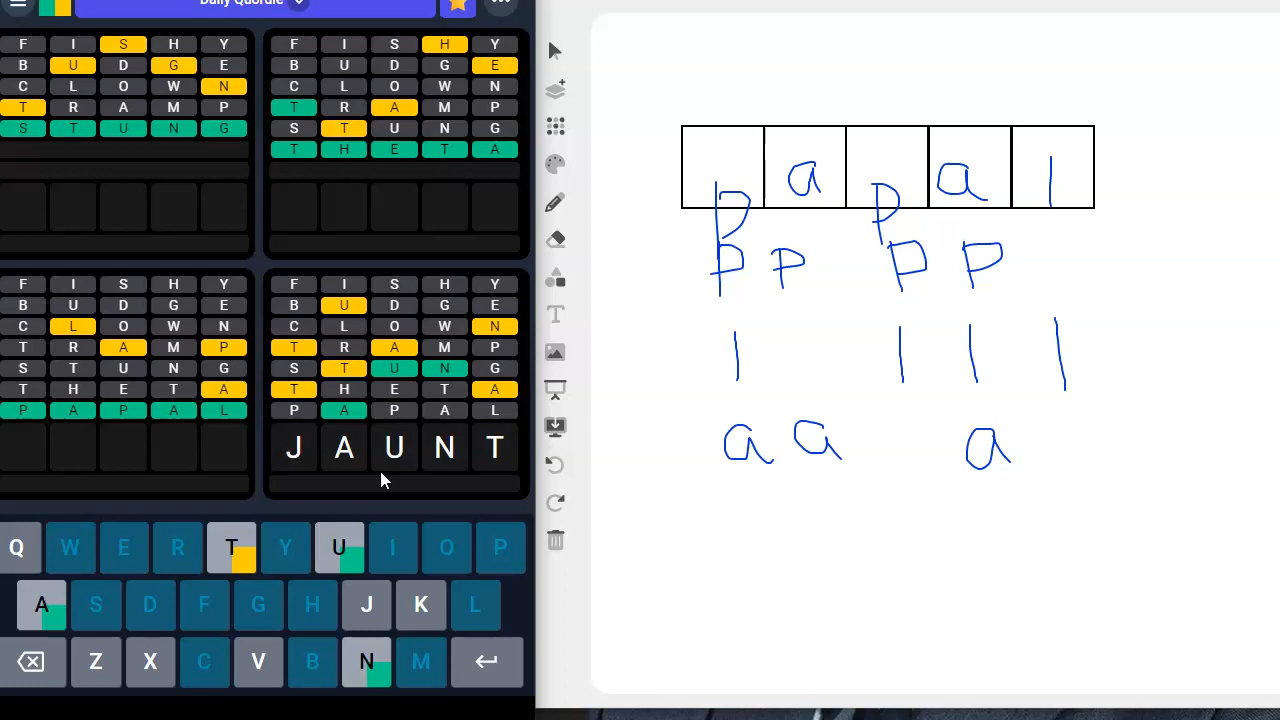 Daily Quordle
F I S H Y
B U D G E
C L O W N
T R A M P
S T U N G
F I S H Y
B U D G E
C L O W N
T R A M P
S T U N G
T H E T A
F I S H Y
B U D G E
C L O W N
T R A M P
S T U N G
T H E T A
P A P A L
F I S H Y
B U D G E
C L O W N
T R A M P
S T U N G
T H E T A
P A P A L
J A U N T
Q W E R T Y U I O P
A S D F G H J K L
Z X C V B N M
T
p a p a l
p p p p
l l l l
a a a